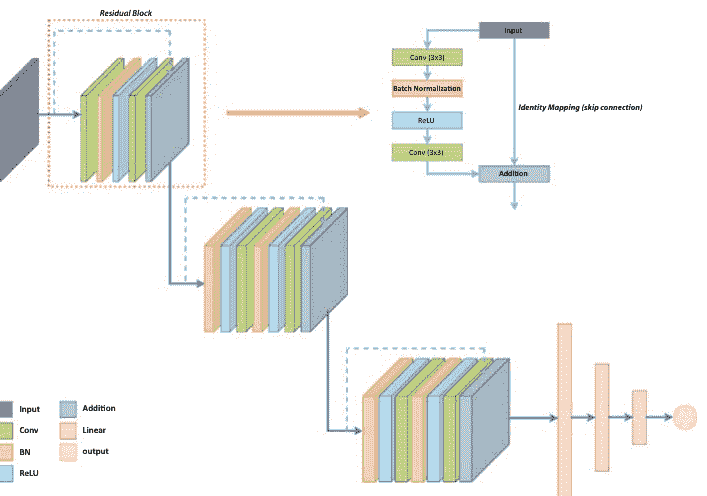 Residual Block
Input
Conv (3x3)
Batch Normalization
ReLU
Conv (3x3)
Identity Mapping (skip connection)
Addition
Input
Conv
BN
ReLU
Addition
Linear
output